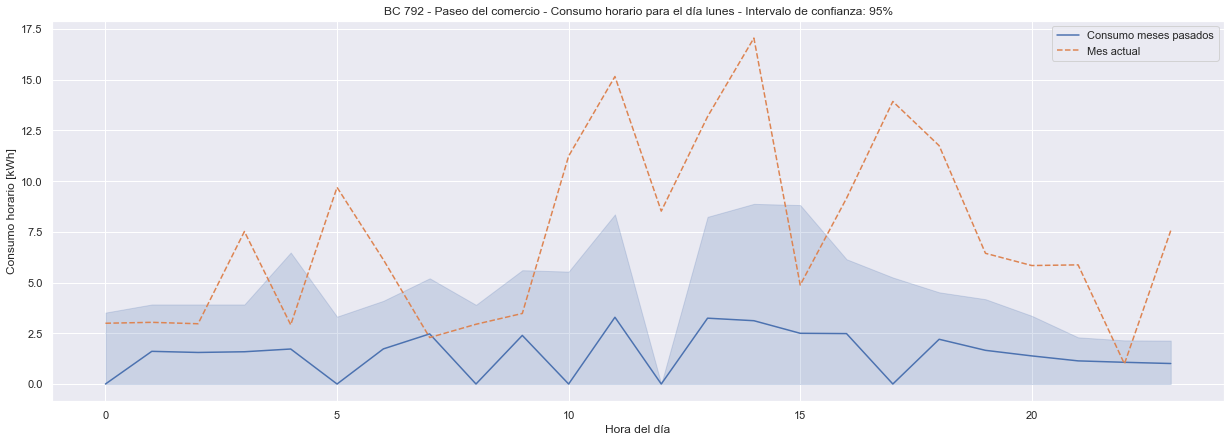 BC 792 - Paseo del comercio - Consumo horario para el día lunes - Intervalo de confianza: 95%
Consumo meses pasados
Mes actual
Consumo horario [kWh]
17.5
15.0
12.5
10.0
7.5
5.0
2.5
0.0
0
5
10
15
20
Hora del día